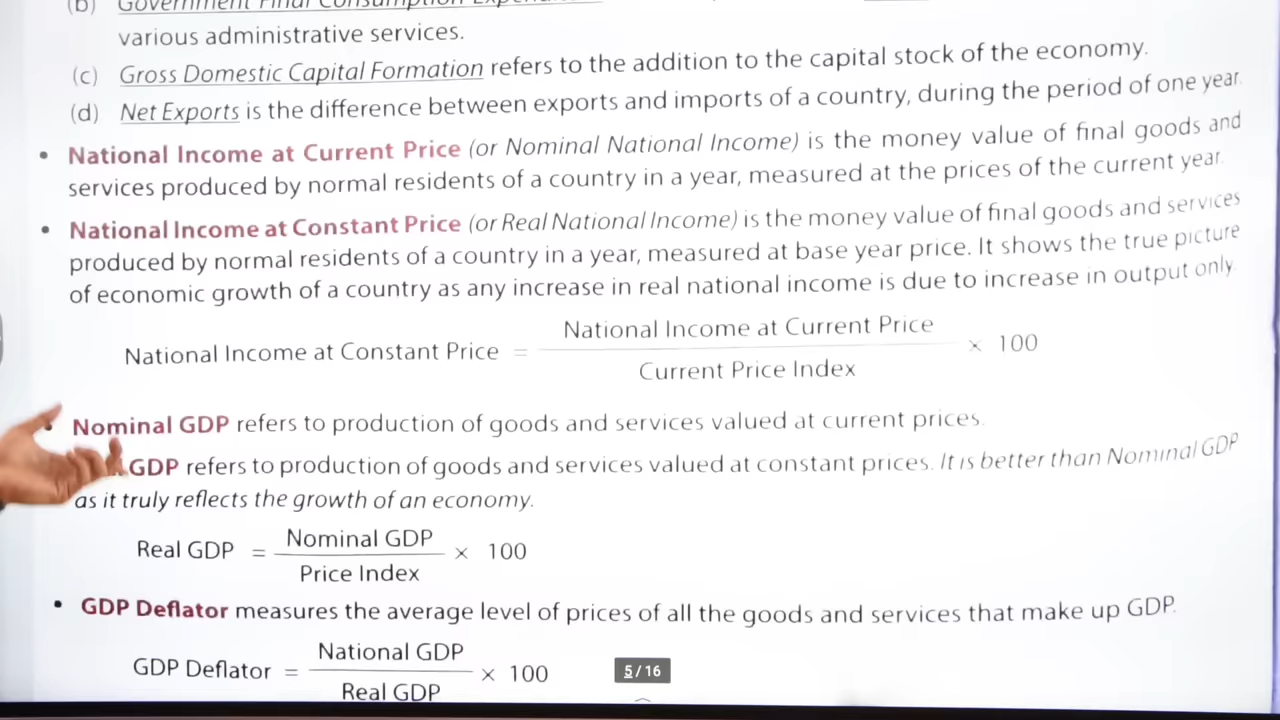 (b) Government Final Consumption
various administrative services.
(c) Gross Domestic Capital Formation refers to the addition to the capital stock of the economy.
(d) Net Exports is the difference between exports and imports of a country, during the period of one year.
• National Income at Current Price (or Nominal National Income) is the money value of final goods and
services produced by normal residents of a country in a year, measured at the prices of the current year.
• National Income at Constant Price (or Real National Income) is the money value of final goods and services
produced by normal residents of a country in a year, measured at base year price. It shows the true picture
of economic growth of a country as any increase in real national income is due to increase in output only.
National Income at Current Price
National Income at Constant Price = × 100
Current Price Index
• Nominal GDP refers to production of goods and services valued at current prices.
GDP refers to production of goods and services valued at constant prices. It is better than Nominal GDP
as it truly reflects the growth of an economy.
Nominal GDP
Real GDP = × 100
Price Index
• GDP Deflator measures the average level of prices of all the goods and services that make up GDP.
National GDP
GDP Deflator = × 100
Real GDP
5/16